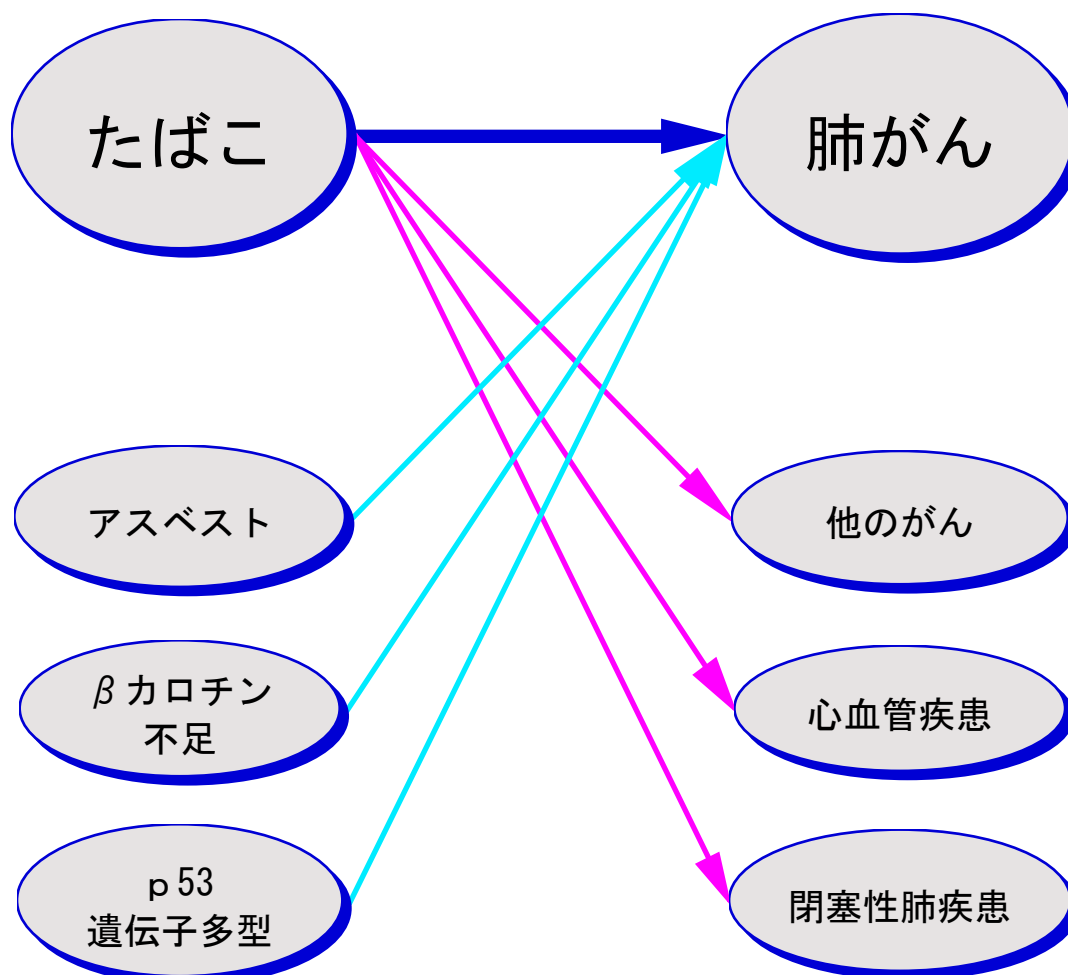 たばこ
肺がん
アスベスト
他のがん
βカロチン
不足
心血管疾患
p53
遺伝子多型
閉塞性肺疾患